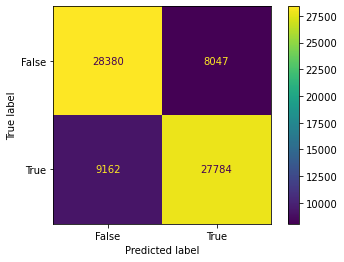 False
True
True label
28380
8047
9162
27784
False
True
Predicted label
27500
25000
22500
20000
17500
15000
12500
10000